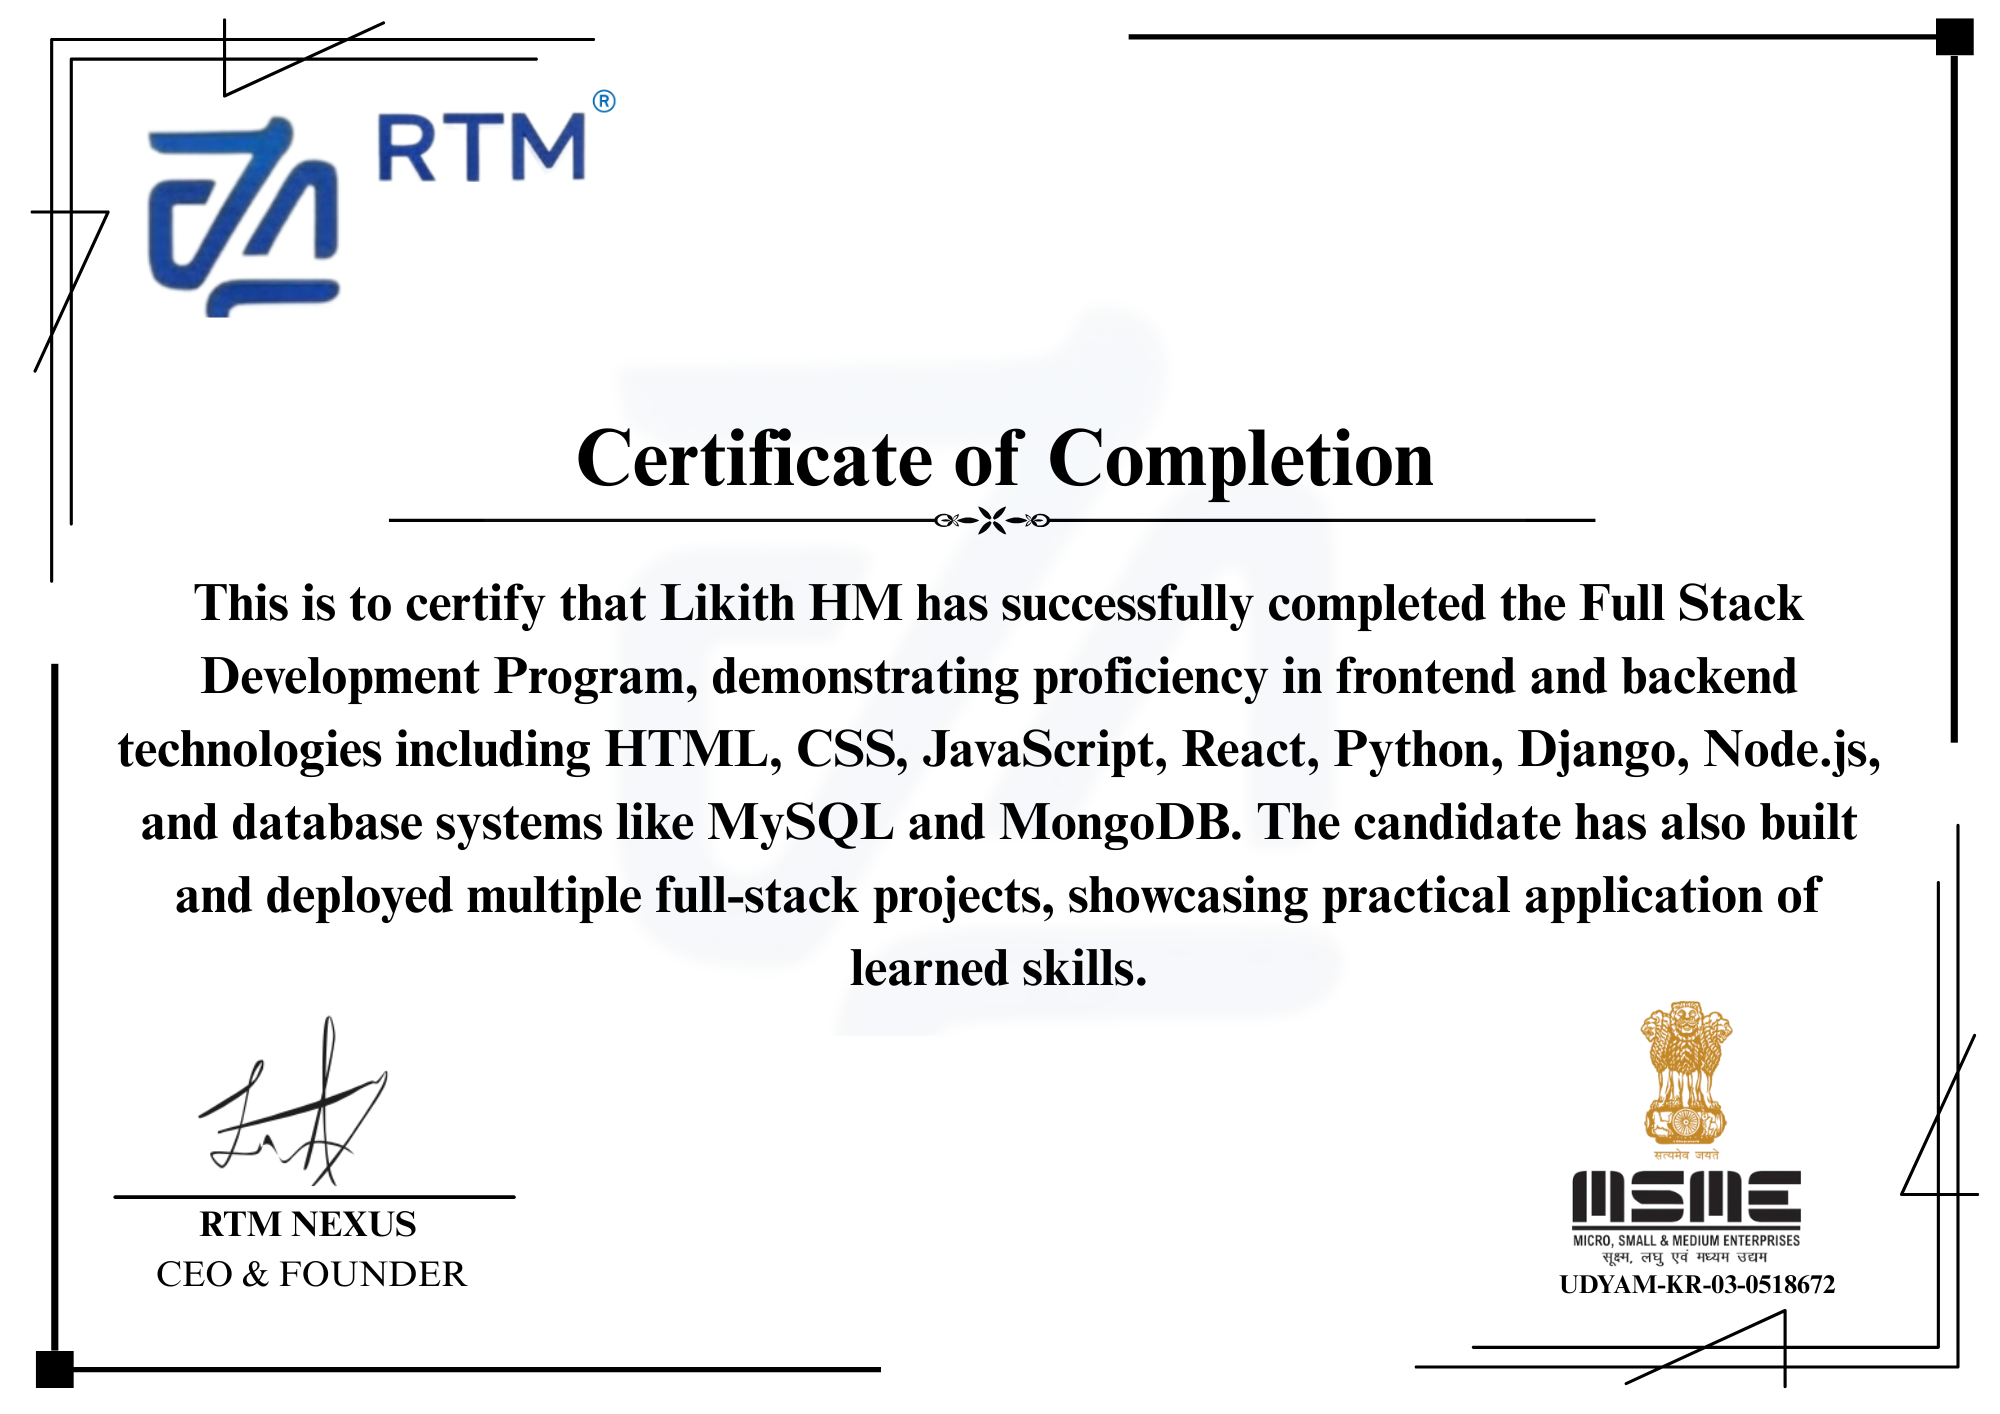 RTM®
Certificate of Completion
This is to certify that Likith HM has successfully completed the Full Stack
Development Program, demonstrating proficiency in frontend and backend
technologies including HTML, CSS, JavaScript, React, Python, Django, Node.js,
and database systems like MySQL and MongoDB. The candidate has also built
and deployed multiple full-stack projects, showcasing practical application of
learned skills.
RTM NEXUS
CEO & FOUNDER
सत्यमेव जयते
MSME
MICRO, SMALL & MEDIUM ENTERPRISES
सूक्ष्म, लघु एवं मध्यम उद्यम
UDYAM-KR-03-0518672